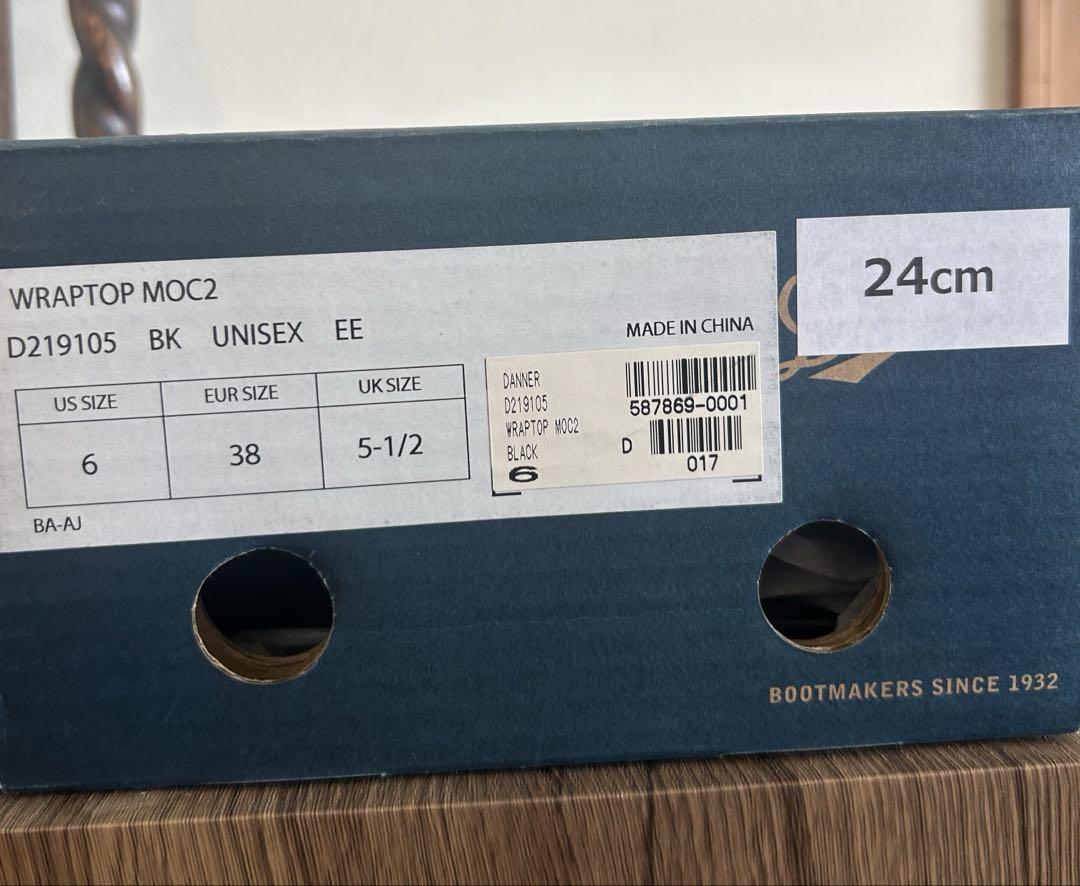 WRAPTOP MOC2
D219105 BK UNISEX EE
MADE IN CHINA
US SIZE EUR SIZE UK SIZE
6 38 5-1/2
BA-AJ
DANNER
D219105
WRAPTOP MOC2
BLACK
6
587869-0001
D
017
24cm
BOOTMAKERS SINCE 1932